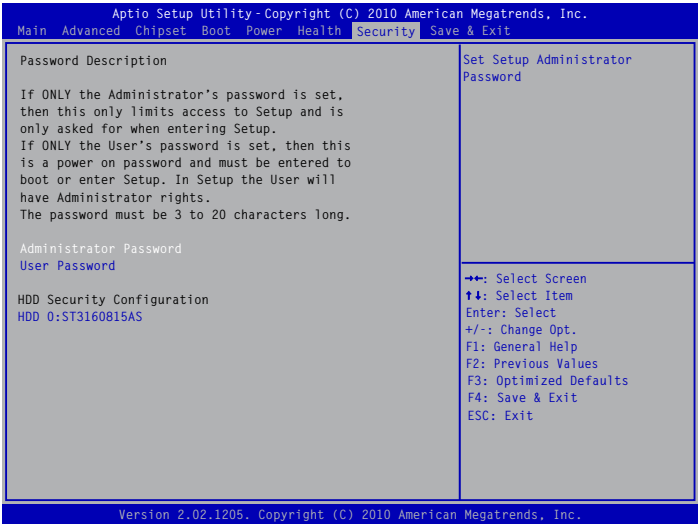 Aptio Setup Utility - Copyright (C) 2010 American Megatrends, Inc.
Main Advanced Chipset Boot Power Health Security Save & Exit
Password Description
If ONLY the Administrator's password is set,
then this only limits access to Setup and is
only asked for when entering Setup.
If ONLY the User's password is set, then this
is a power on password and must be entered to
boot or enter Setup. In Setup the User will
have Administrator rights.
The password must be 3 to 20 characters long.
Administrator Password
User Password
HDD Security Configuration
HDD 0:ST3160815AS
Set Setup Administrator
Password
→←: Select Screen
↑↓: Select Item
Enter: Select
+/-: Change Opt.
F1: General Help
F2: Previous Values
F3: Optimized Defaults
F4: Save & Exit
ESC: Exit
Version 2.02.1205. Copyright (C) 2010 American Megatrends, Inc.